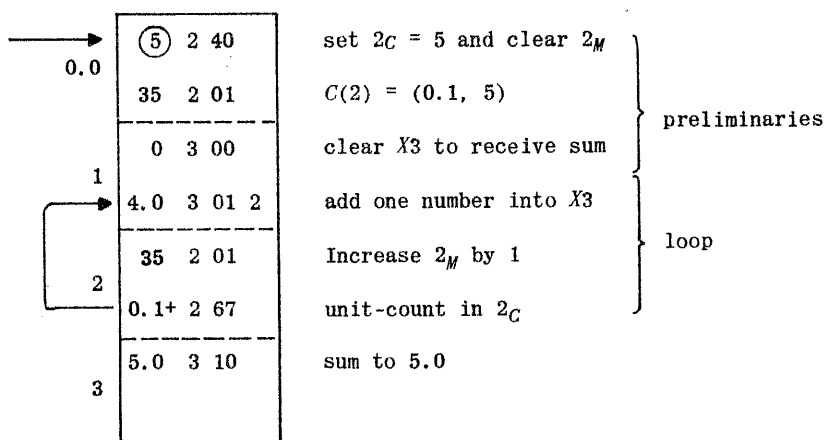 5 2 40 set 2C = 5 and clear 2M
0.0
35 2 01 C(2) = (0.1, 5)
preliminaries
0 3 00 clear X3 to receive sum
1
4.0 3 01 2 add one number into X3
35 2 01 Increase 2M by 1
loop
2
0.1+ 2 67 unit-count in 2C
5.0 3 10 sum to 5.0
3